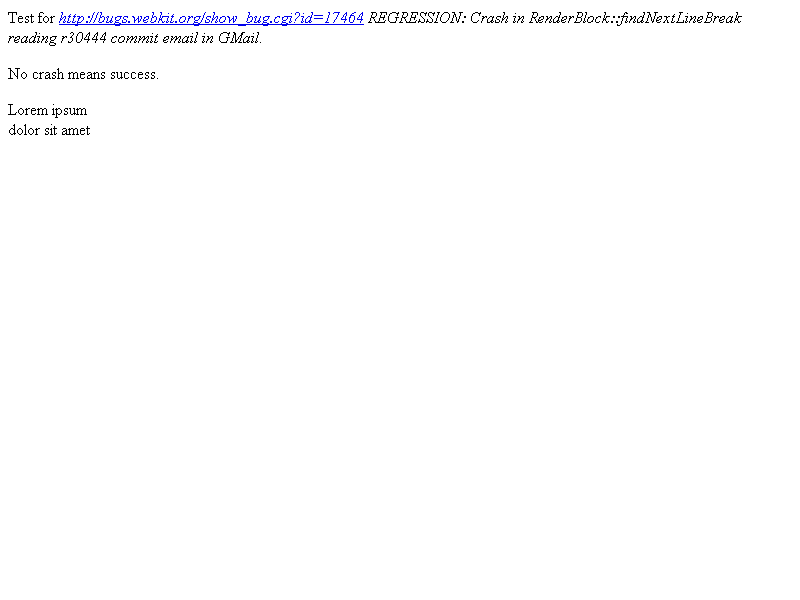 Test for http://bugs.webkit.org/show_bug.cgi?id=17464 REGRESSION: Crash in RenderBlock::findNextLineBreak
reading r30444 commit email in GMail.
No crash means success.
Lorem ipsum
dolor sit amet